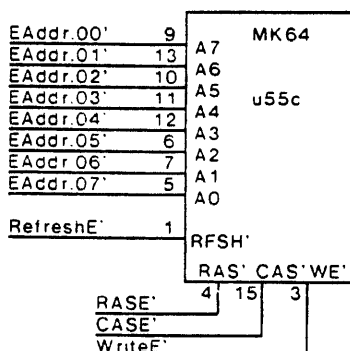 EAddr.00' 9 A7 MK64
EAddr.01' 13 A6
EAddr.02' 10 A5 u55c
EAddr.03' 11 A4
EAddr.04' 12 A3
EAddr.05' 6 A2
EAddr.06' 7 A1
EAddr.07' 5 A0
RefreshE' 1 RFSH'
RAS' CAS' WE'
4 15 3
RASE'
CASE'
WriteE'